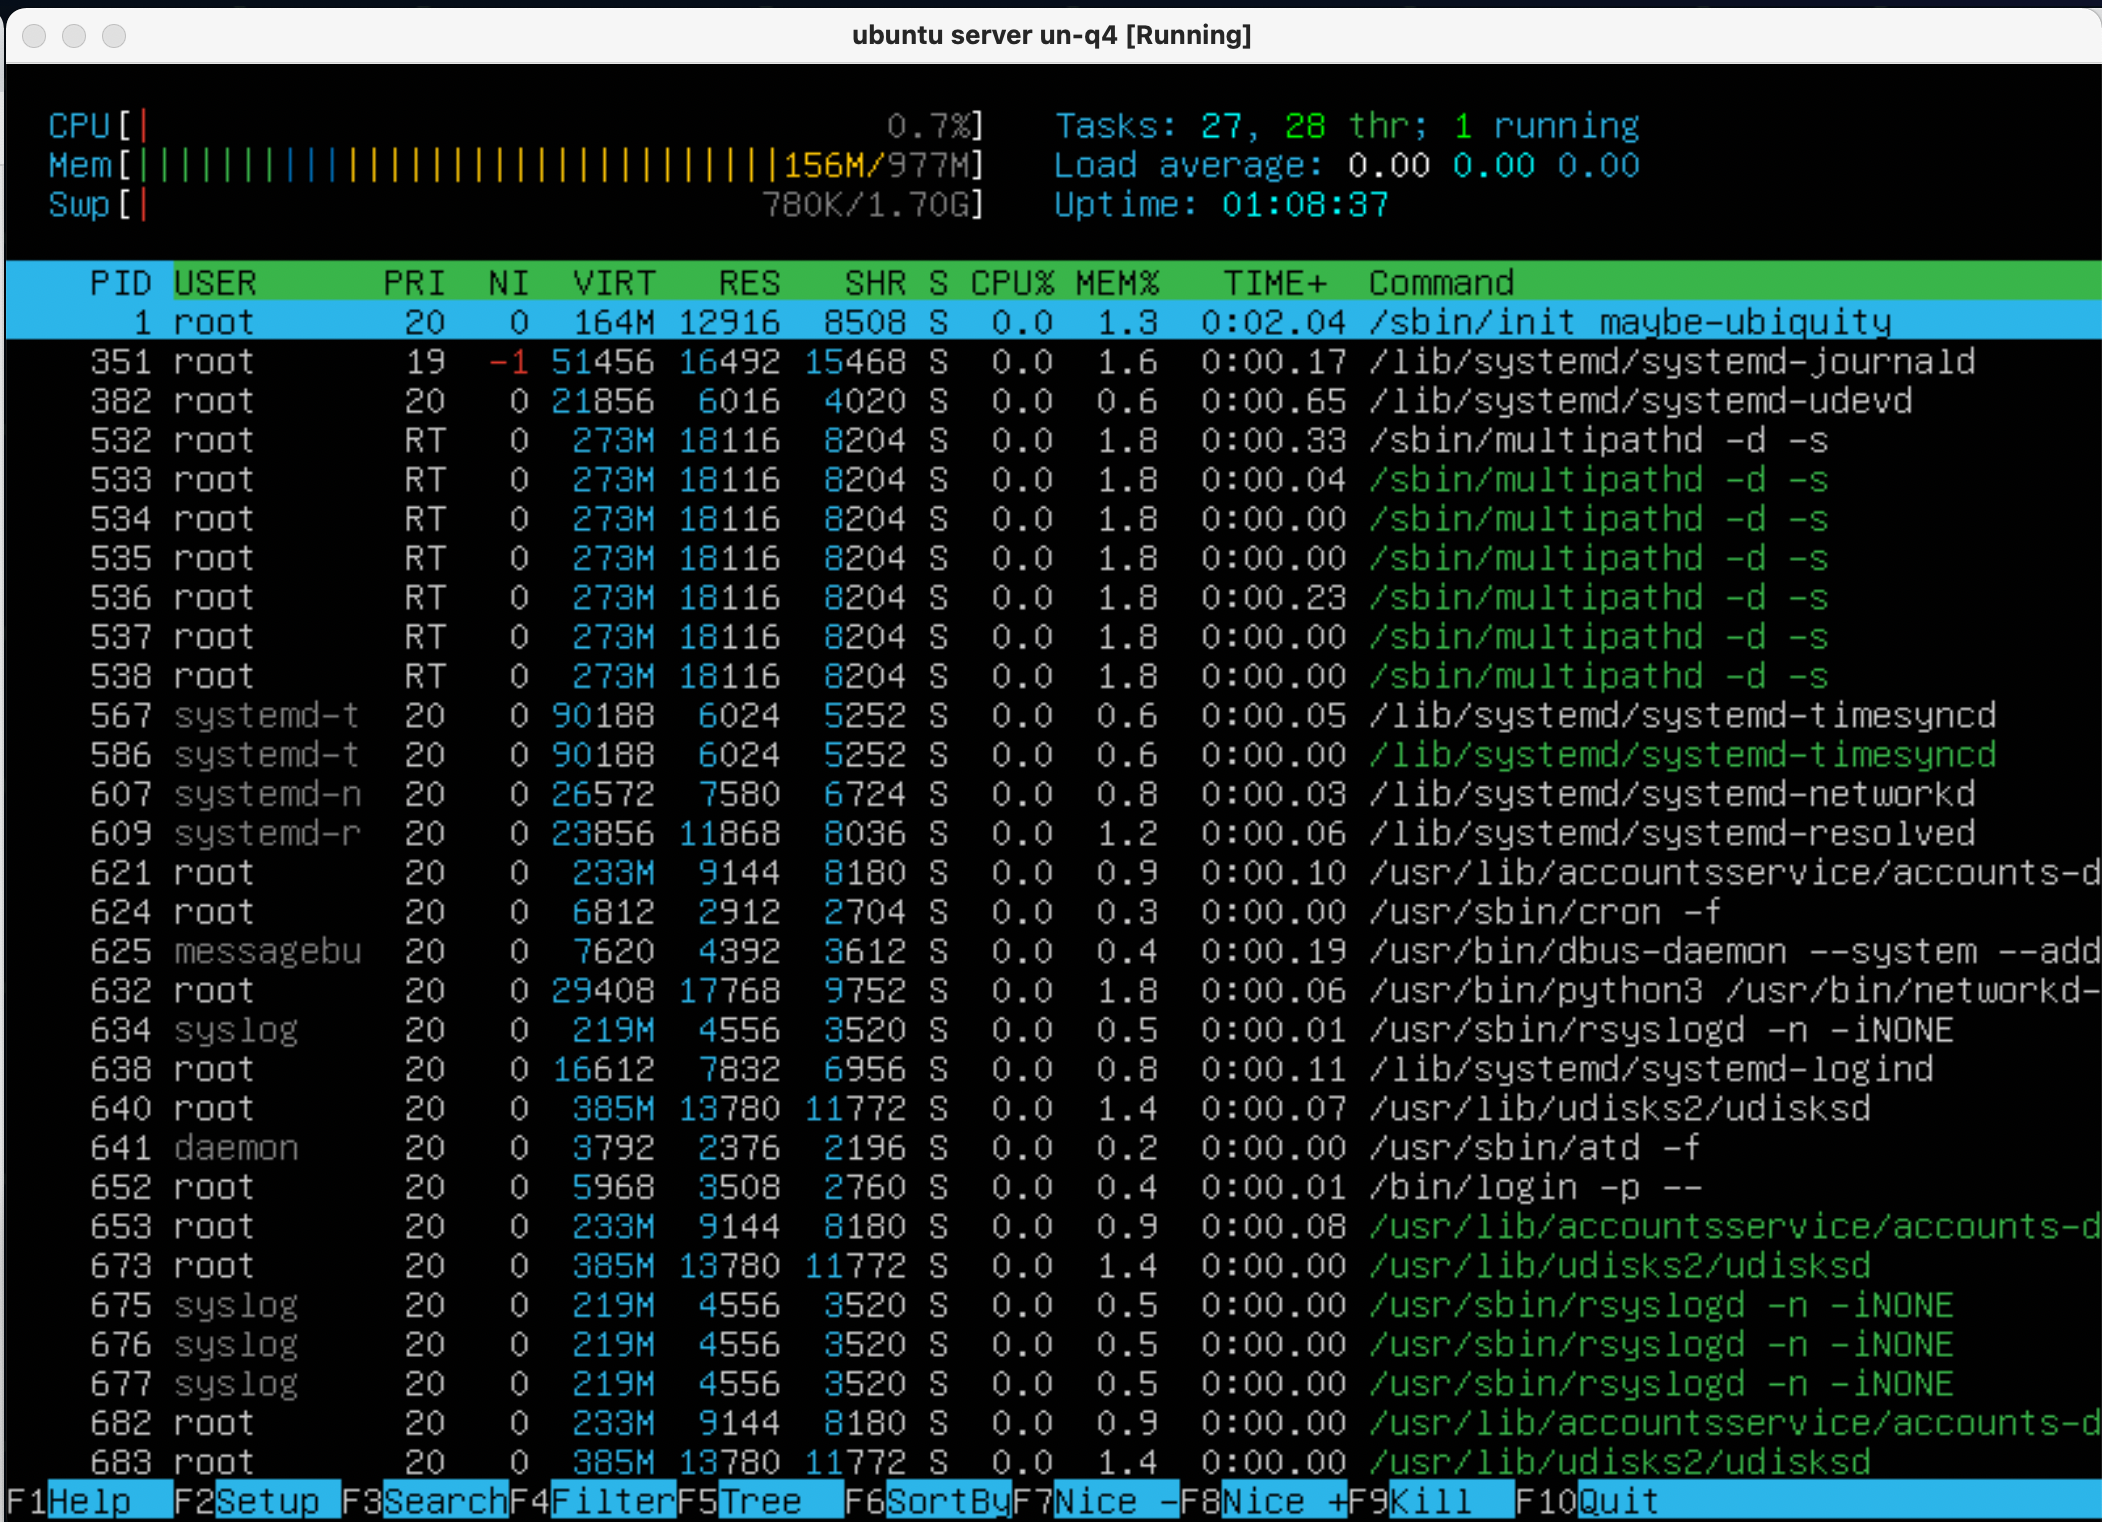 ubuntu server un-q4 [Running]
CPU[| 0.7%] Tasks: 27, 28 thr; 1 running
Mem[|||||||||||||||||||||||||||||||156M/977M] Load average: 0.00 0.00 0.00
Swp[| 780K/1.70G] Uptime: 01:08:37
PID USER PRI NI VIRT RES SHR S CPU% MEM% TIME+ Command
1 root 20 0 164M 12916 8508 S 0.0 1.3 0:02.04 /sbin/init maybe-ubiquity
351 root 19 -1 51456 16492 15468 S 0.0 1.6 0:00.17 /lib/systemd/systemd-journald
382 root 20 0 21856 6016 4020 S 0.0 0.6 0:00.65 /lib/systemd/systemd-udevd
532 root RT 0 273M 18116 8204 S 0.0 1.8 0:00.33 /sbin/multipathd -d -s
533 root RT 0 273M 18116 8204 S 0.0 1.8 0:00.04 /sbin/multipathd -d -s
534 root RT 0 273M 18116 8204 S 0.0 1.8 0:00.00 /sbin/multipathd -d -s
535 root RT 0 273M 18116 8204 S 0.0 1.8 0:00.00 /sbin/multipathd -d -s
536 root RT 0 273M 18116 8204 S 0.0 1.8 0:00.23 /sbin/multipathd -d -s
537 root RT 0 273M 18116 8204 S 0.0 1.8 0:00.00 /sbin/multipathd -d -s
538 root RT 0 273M 18116 8204 S 0.0 1.8 0:00.00 /sbin/multipathd -d -s
567 systemd-t 20 0 90188 6024 5252 S 0.0 0.6 0:00.05 /lib/systemd/systemd-timesyncd
586 systemd-t 20 0 90188 6024 5252 S 0.0 0.6 0:00.00 /lib/systemd/systemd-timesyncd
607 systemd-n 20 0 26572 7580 6724 S 0.0 0.8 0:00.03 /lib/systemd/systemd-networkd
609 systemd-r 20 0 23856 11868 8036 S 0.0 1.2 0:00.06 /lib/systemd/systemd-resolved
621 root 20 0 233M 9144 8180 S 0.0 0.9 0:00.10 /usr/lib/accountsservice/accounts-d
624 root 20 0 6812 2912 2704 S 0.0 0.3 0:00.00 /usr/sbin/cron -f
625 messagebu 20 0 7620 4392 3612 S 0.0 0.4 0:00.19 /usr/bin/dbus-daemon --system --add
632 root 20 0 29408 17768 9752 S 0.0 1.8 0:00.06 /usr/bin/python3 /usr/bin/networkd-
634 syslog 20 0 219M 4556 3520 S 0.0 0.5 0:00.01 /usr/sbin/rsyslogd -n -iNONE
638 root 20 0 16612 7832 6956 S 0.0 0.8 0:00.11 /lib/systemd/systemd-logind
640 root 20 0 385M 13780 11772 S 0.0 1.4 0:00.07 /usr/lib/udisks2/udisksd
641 daemon 20 0 3792 2376 2196 S 0.0 0.2 0:00.00 /usr/sbin/atd -f
652 root 20 0 5968 3508 2760 S 0.0 0.4 0:00.01 /bin/login -p --
653 root 20 0 233M 9144 8180 S 0.0 0.9 0:00.08 /usr/lib/accountsservice/accounts-d
673 root 20 0 385M 13780 11772 S 0.0 1.4 0:00.00 /usr/lib/udisks2/udisksd
675 syslog 20 0 219M 4556 3520 S 0.0 0.5 0:00.00 /usr/sbin/rsyslogd -n -iNONE
676 syslog 20 0 219M 4556 3520 S 0.0 0.5 0:00.00 /usr/sbin/rsyslogd -n -iNONE
677 syslog 20 0 219M 4556 3520 S 0.0 0.5 0:00.00 /usr/sbin/rsyslogd -n -iNONE
682 root 20 0 233M 9144 8180 S 0.0 0.9 0:00.00 /usr/lib/accountsservice/accounts-d
683 root 20 0 385M 13780 11772 S 0.0 1.4 0:00.00 /usr/lib/udisks2/udisksd
F1Help F2Setup F3SearchF4FilterF5Tree F6SortByF7Nice -F8Nice +F9Kill F10Quit